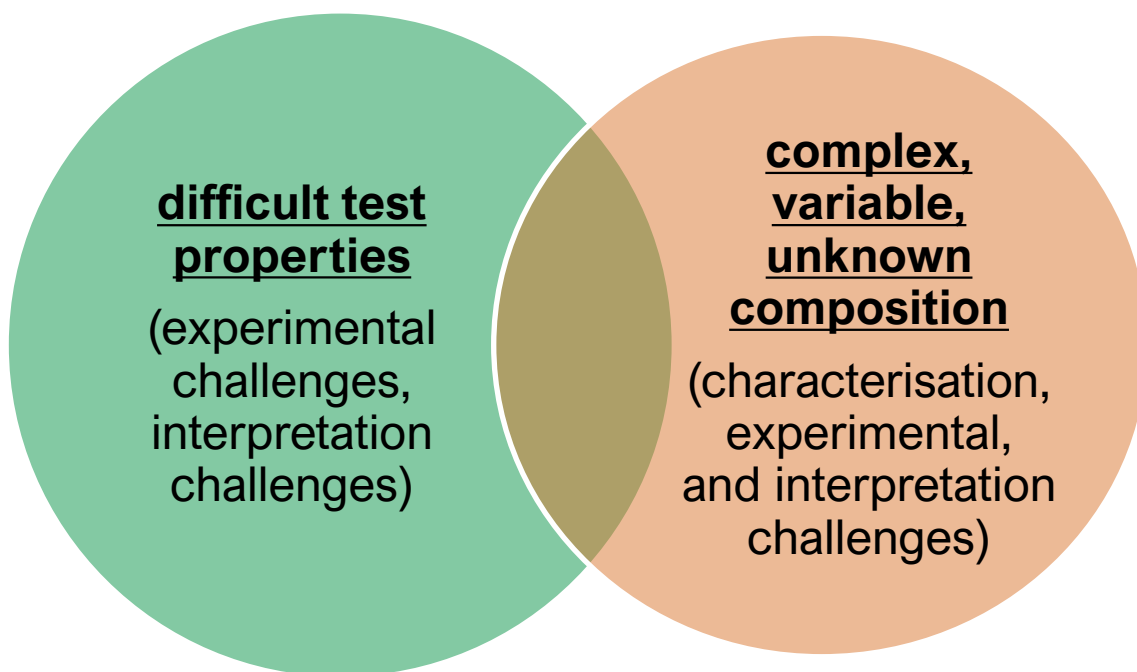 difficult test
properties
(experimental
challenges,
interpretation
challenges)
complex,
variable,
unknown
composition
(characterisation,
experimental,
and interpretation
challenges)